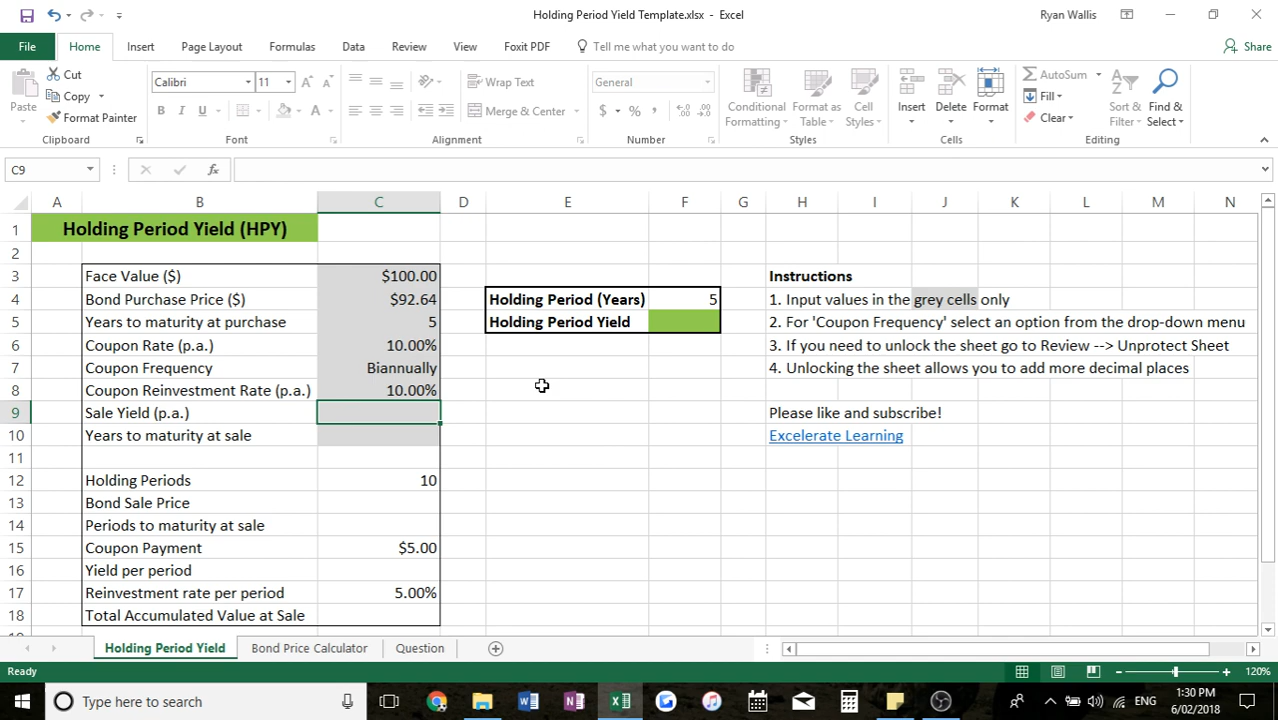 Holding Period Yield Template.xlsx - Excel
Ryan Wallis
File Home Insert Page Layout Formulas Data Review View Foxit PDF Tell me what you want to do Share
Paste
Cut
Copy
Format Painter
Clipboard
Calibri 11
B I U
Font
Wrap Text
Merge & Center
Alignment
General
$ % ,
Number
Conditional Formatting
Format as Table
Cell Styles
Styles
Insert Delete Format
Cells
AutoSum
Fill
Clear
Sort & Filter
Find & Select
Editing
C9 fx
A B C D E F G H I J K L M N
1 Holding Period Yield (HPY)
2
3 Face Value ($) $100.00 Instructions
4 Bond Purchase Price ($) $92.64 Holding Period (Years) 5 1. Input values in the grey cells only
5 Years to maturity at purchase 5 Holding Period Yield 2. For 'Coupon Frequency' select an option from the drop-down menu
6 Coupon Rate (p.a.) 10.00% 3. If you need to unlock the sheet go to Review --> Unprotect Sheet
7 Coupon Frequency Biannually 4. Unlocking the sheet allows you to add more decimal places
8 Coupon Reinvestment Rate (p.a.) 10.00%
9 Sale Yield (p.a.) Please like and subscribe!
10 Years to maturity at sale Excelerate Learning
11
12 Holding Periods 10
13 Bond Sale Price
14 Periods to maturity at sale
15 Coupon Payment $5.00
16 Yield per period
17 Reinvestment rate per period 5.00%
18 Total Accumulated Value at Sale
Holding Period Yield Bond Price Calculator Question
Ready 120%
Type here to search
ENG
1:30 PM
6/02/2018